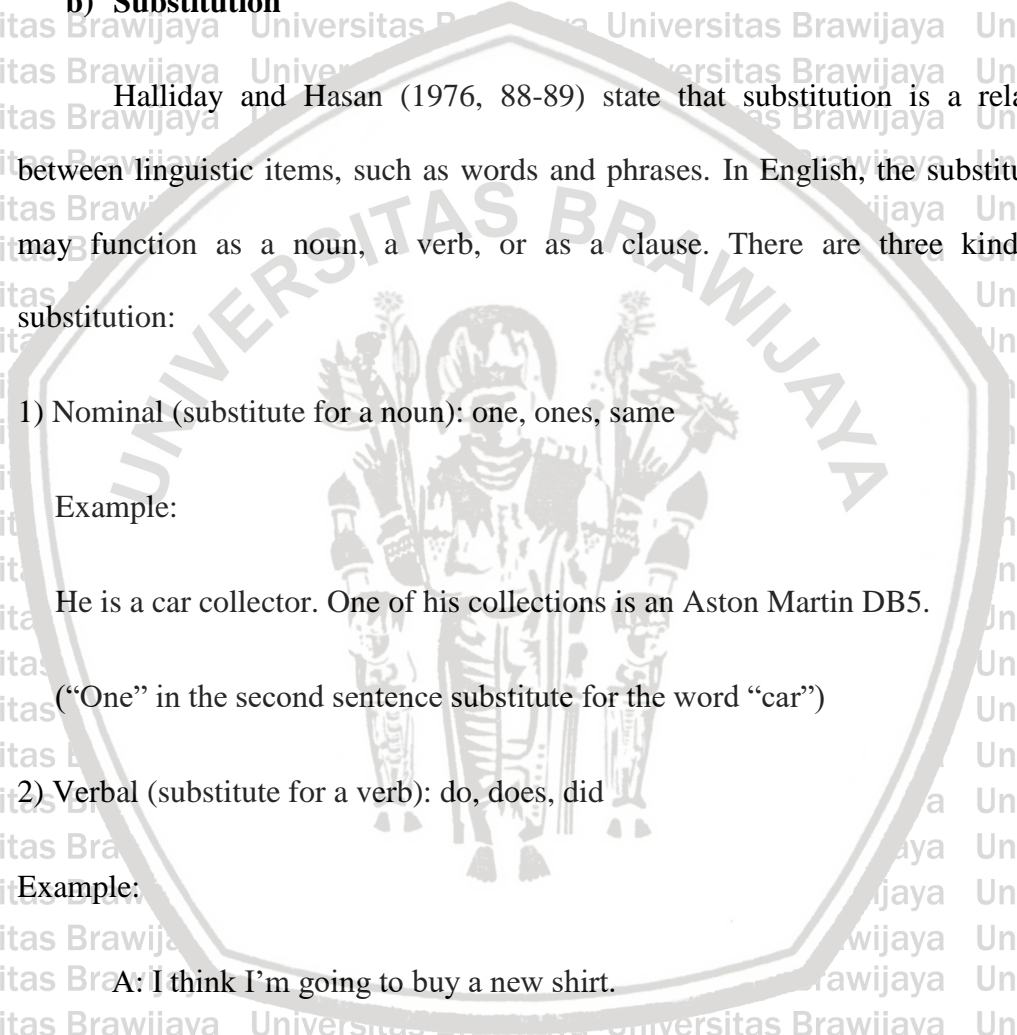 b) Substitution
Halliday and Hasan (1976, 88-89) state that substitution is a rela
between linguistic items, such as words and phrases. In English, the substitu
may function as a noun, a verb, or as a clause. There are three kind
substitution:
1) Nominal (substitute for a noun): one, ones, same
Example:
He is a car collector. One of his collections is an Aston Martin DB5.
(“One” in the second sentence substitute for the word “car”)
2) Verbal (substitute for a verb): do, does, did
Example:
A: I think I’m going to buy a new shirt.
UNIVERSITAS BRAWIJAYA